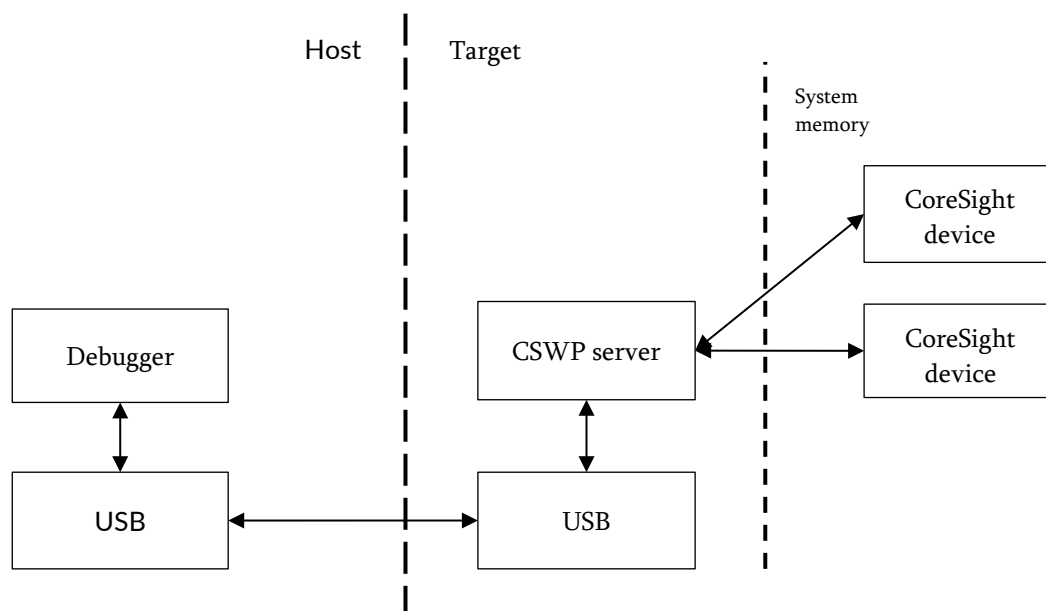 Host
Target
System
memory
CoreSight
device
Debugger
CSWP server
CoreSight
device
USB
USB